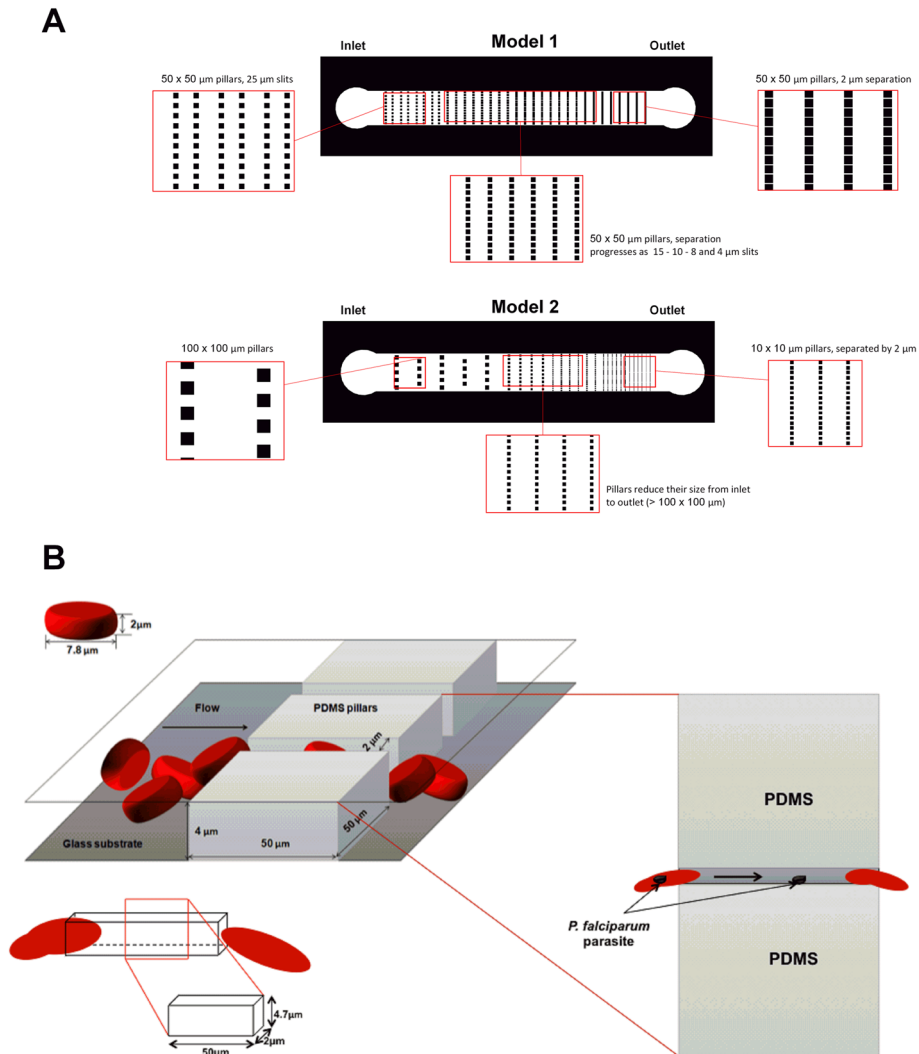 A
Model 1
Inlet
Outlet
50 x 50 µm pillars, 25 µm slits
50 x 50 µm pillars, 2 µm separation
50 x 50 µm pillars, separation
progresses as 15 - 10 - 8 and 4 µm slits
Model 2
Inlet
Outlet
100 x 100 µm pillars
10 x 10 µm pillars, separated by 2 µm
Pillars reduce their size from inlet
to outlet (> 100 x 100 µm)
B
2µm
7.8 µm
Flow
PDMS pillars
2 µm
4 µm
50 µm
50 µm
Glass substrate
PDMS
P. falciparum
parasite
PDMS
4.7µm
2µm
50µm